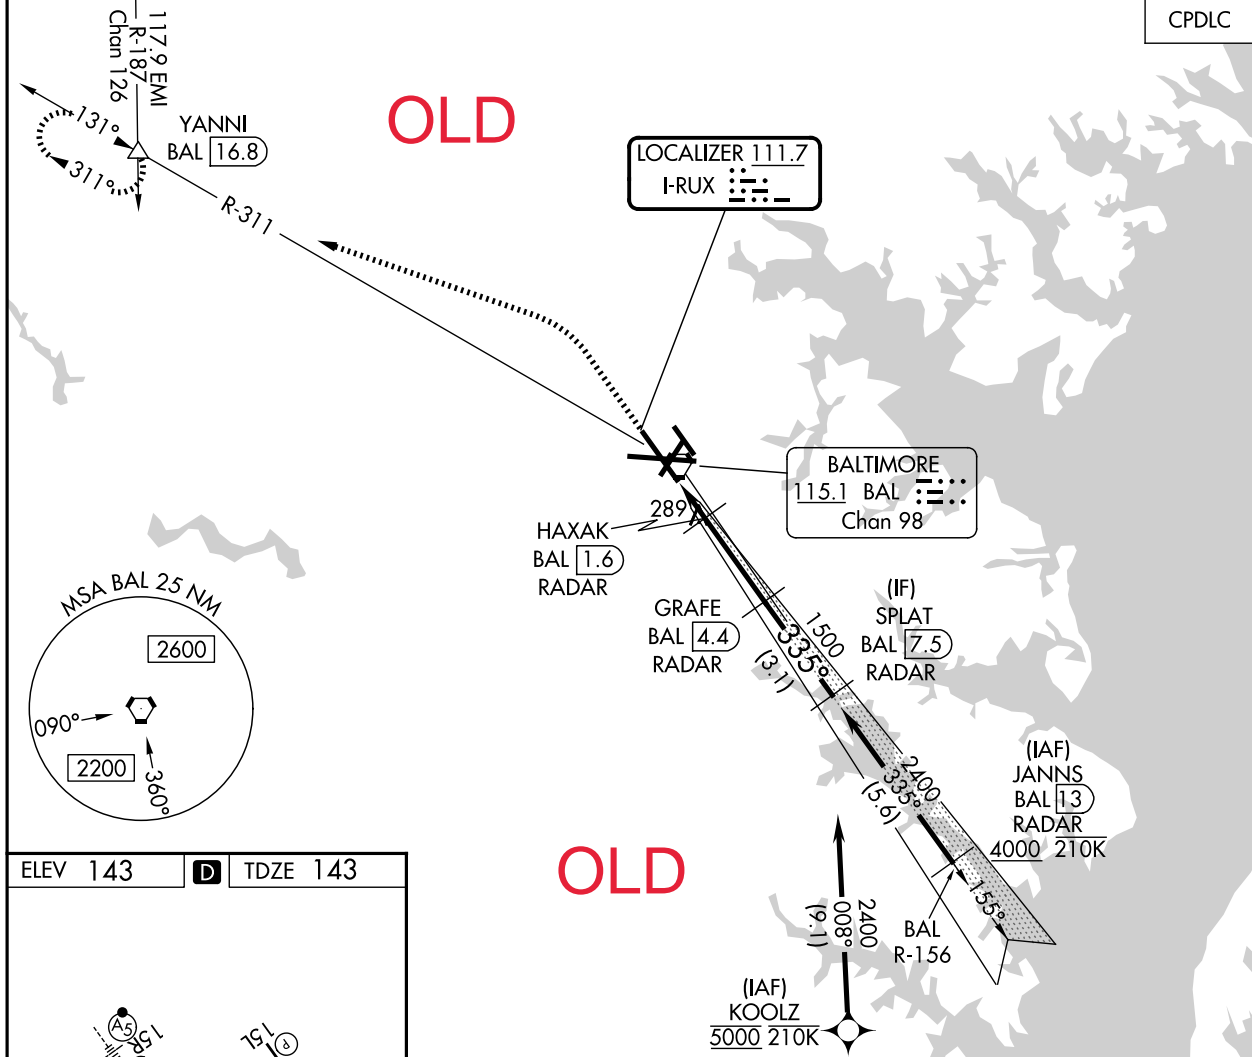 CPDLC
117.9 EMI
R-187
Chan 126
OLD
131°
311°
YANNI
BAL 16.8
R-311
LOCALIZER 111.7
I-RUX
BALTIMORE
115.1 BAL
Chan 98
289
HAXAK
BAL 1.6
RADAR
GRAFE
BAL 4.4
RADAR
1500
335°
(3.1)
(IF)
SPLAT
BAL 7.5
RADAR
MSA BAL 25 NM
2600
090°
2200
360°
2400
335°
(5.6)
(IAF)
JANNS
BAL 13
RADAR
4000 210K
155°
BAL
R-156
OLD
2400
008°
(9.1)
(IAF)
KOOLZ
5000 210K
ELEV 143 D TDZE 143
A5
15R
15L
P